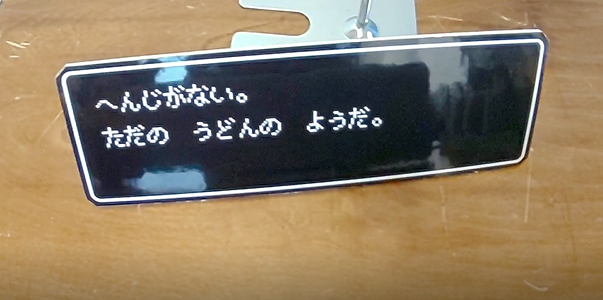 へんじがない。
ただの　うどんの　ようだ。